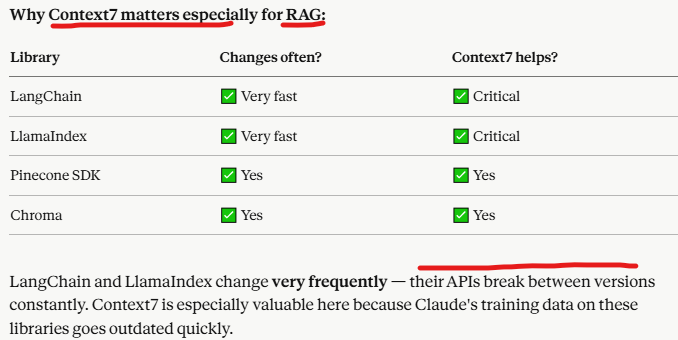 Why Context7 matters especially for RAG:
Library Changes often? Context7 helps?
LangChain ✅ Very fast ✅ Critical
LlamaIndex ✅ Very fast ✅ Critical
Pinecone SDK ✅ Yes ✅ Yes
Chroma ✅ Yes ✅ Yes
LangChain and LlamaIndex change very frequently — their APIs break between versions
constantly. Context7 is especially valuable here because Claude's training data on these
libraries goes outdated quickly.